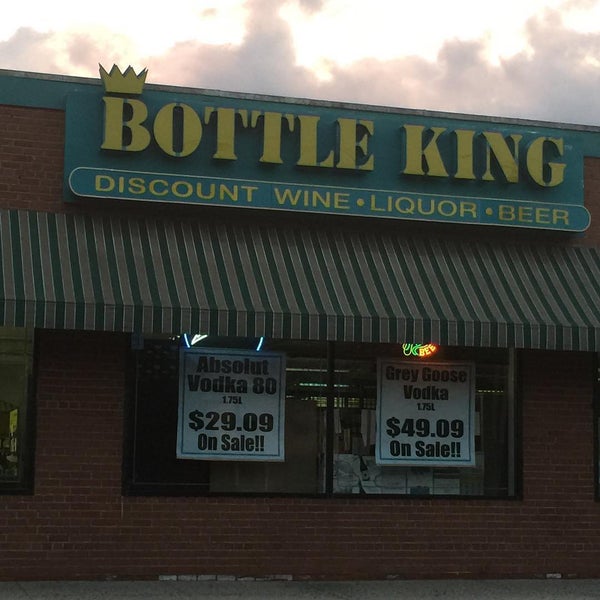 BOTTLE KING
DISCOUNT WINE • LIQUOR • BEER
Absolut
Vodka 80
1.75L
$29.09
On Sale!!
Grey Goose
Vodka
1.75L
$49.09
On Sale!!